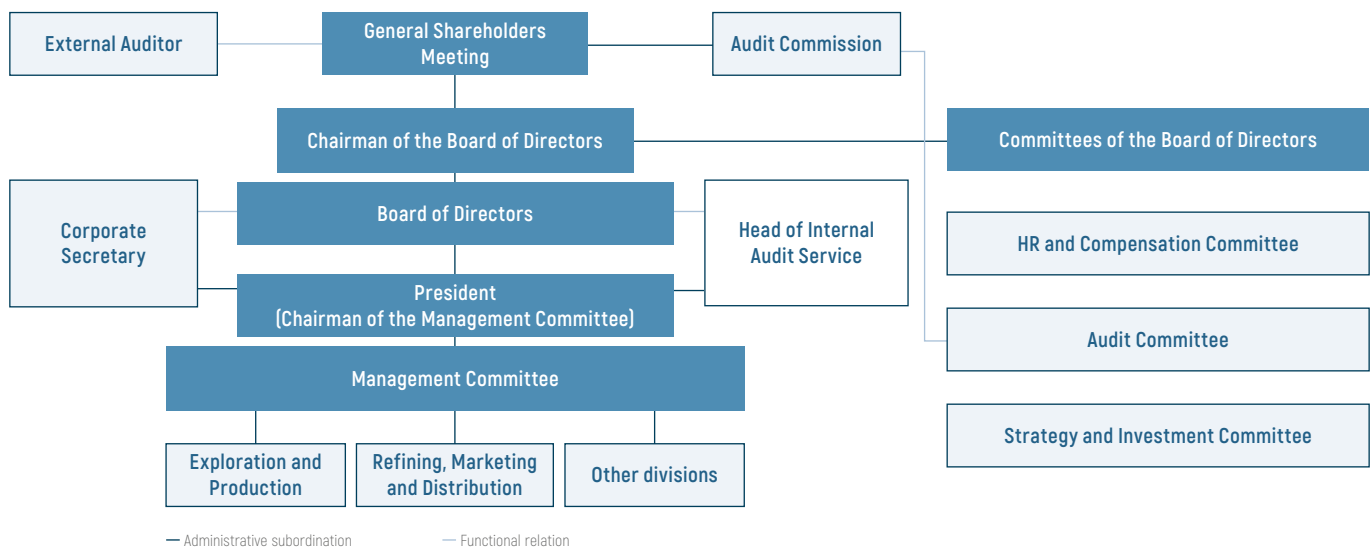 External Auditor
General Shareholders
Meeting
Audit Commission
Chairman of the Board of Directors
Committees of the Board of Directors
Corporate
Secretary
Board of Directors
Head of Internal
Audit Service
HR and Compensation Committee
President
(Chairman of the Management Committee)
Audit Committee
Management Committee
Strategy and Investment Committee
Exploration and
Production
Refining, Marketing
and Distribution
Other divisions
Administrative subordination
Functional relation